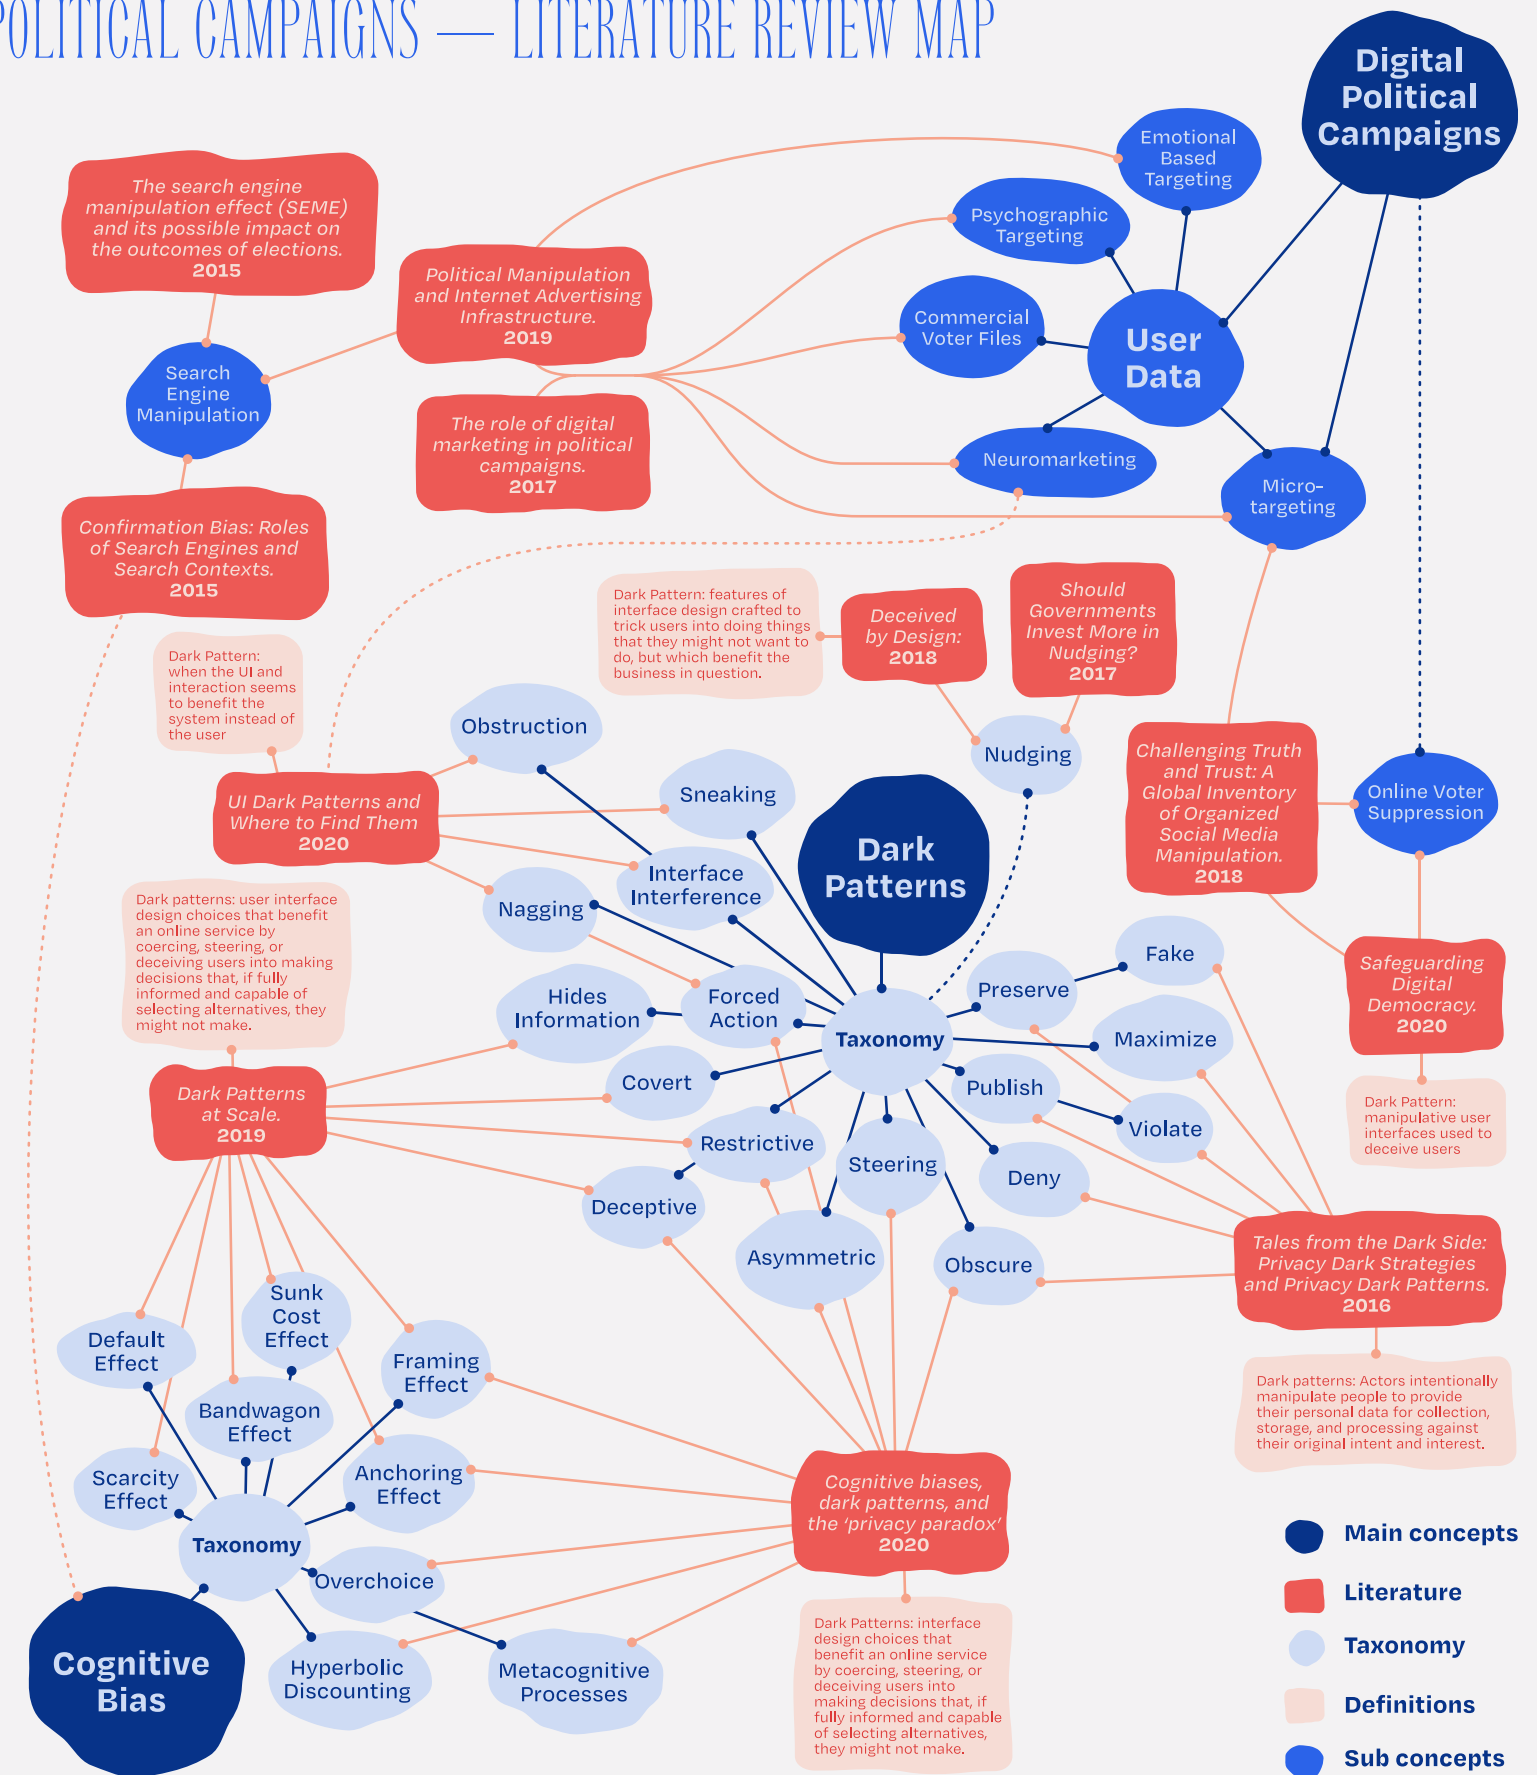 POLITICAL CAMPAIGNS — LITERATURE REVIEW MAP
Digital
Political
Campaigns
Emotional
Based
Targeting
Psychographic
Targeting
Commercial
Voter Files
User
Data
Neuromarketing
Micro-
targeting
The search engine
manipulation effect (SEME)
and its possible impact on
the outcomes of elections.
2015
Political Manipulation
and Internet Advertising
Infrastructure.
2019
Search
Engine
Manipulation
The role of digital
marketing in political
campaigns.
2017
Confirmation Bias: Roles
of Search Engines and
Search Contexts.
2015
Dark Pattern: features of
interface design crafted to
trick users into doing things
that they might not want to
do, but which benefit the
business in question.
Deceived
by Design:
2018
Should
Governments
Invest More in
Nudging?
2017
Dark Pattern:
when the UI and
interaction seems
to benefit the
system instead of
the user
Obstruction
Nudging
Challenging Truth
and Trust: A
Global Inventory
of Organized
Social Media
Manipulation.
2018
Online Voter
Suppression
UI Dark Patterns and
Where to Find Them
2020
Sneaking
Dark
Patterns
Interface
Interference
Nagging
Dark patterns: user interface
design choices that benefit
an online service by
coercing, steering, or
deceiving users into making
decisions that, if fully
informed and capable of
selecting alternatives, they
might not make.
Fake
Preserve
Safeguarding
Digital
Democracy.
2020
Hides
Information
Forced
Action
Taxonomy
Maximize
Covert
Publish
Dark Patterns
at Scale.
2019
Violate
Dark Pattern:
manipulative user
interfaces used to
deceive users
Restrictive
Steering
Deny
Deceptive
Asymmetric
Obscure
Tales from the Dark Side:
Privacy Dark Strategies
and Privacy Dark Patterns.
2016
Sunk
Cost
Effect
Default
Effect
Framing
Effect
Dark patterns: Actors intentionally
manipulate people to provide
their personal data for collection,
storage, and processing against
their original intent and interest.
Bandwagon
Effect
Scarcity
Effect
Anchoring
Effect
Cognitive biases,
dark patterns, and
the ‘privacy paradox’
2020
Taxonomy
Overchoice
Cognitive
Bias
Hyperbolic
Discounting
Metacognitive
Processes
Dark Patterns: interface
design choices that
benefit an online service
by coercing, steering, or
deceiving users into
making decisions that, if
fully informed and capable
of selecting alternatives,
they might not make.
Main concepts
Literature
Taxonomy
Definitions
Sub concepts